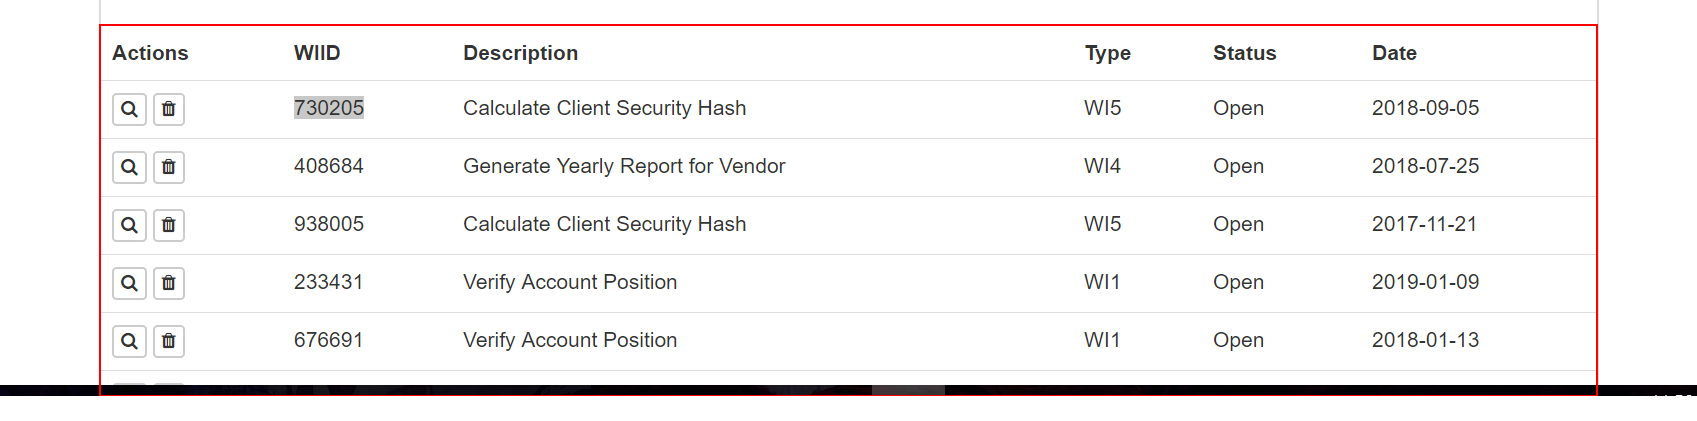 Actions WIID Description Type Status Date
730205 Calculate Client Security Hash WI5 Open 2018-09-05
408684 Generate Yearly Report for Vendor WI4 Open 2018-07-25
938005 Calculate Client Security Hash WI5 Open 2017-11-21
233431 Verify Account Position WI1 Open 2019-01-09
676691 Verify Account Position WI1 Open 2018-01-13